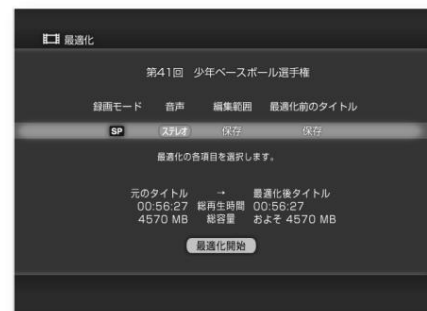 最適化
第41回 少年ベースボール選手権
録画モード 音声 編集範囲 最適化前のタイトル
SP ステレオ 保存 保存
最適化の各項目を選択します。
元のタイトル → 最適化後タイトル
00:56:27 総再生時間 00:56:27
4570 MB 総容量 およそ 4570 MB
最適化開始